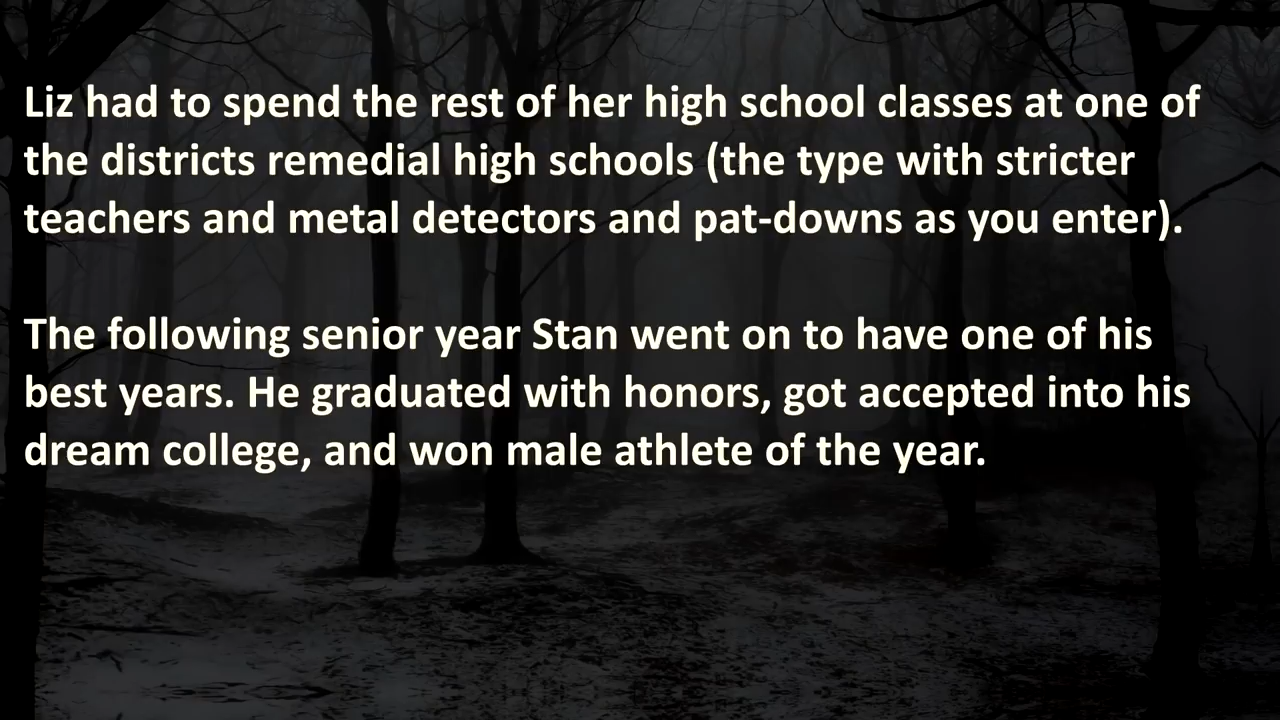 Liz had to spend the rest of her high school classes at one of
the districts remedial high schools (the type with stricter
teachers and metal detectors and pat-downs as you enter).
The following senior year Stan went on to have one of his
best years. He graduated with honors, got accepted into his
dream college, and won male athlete of the year.